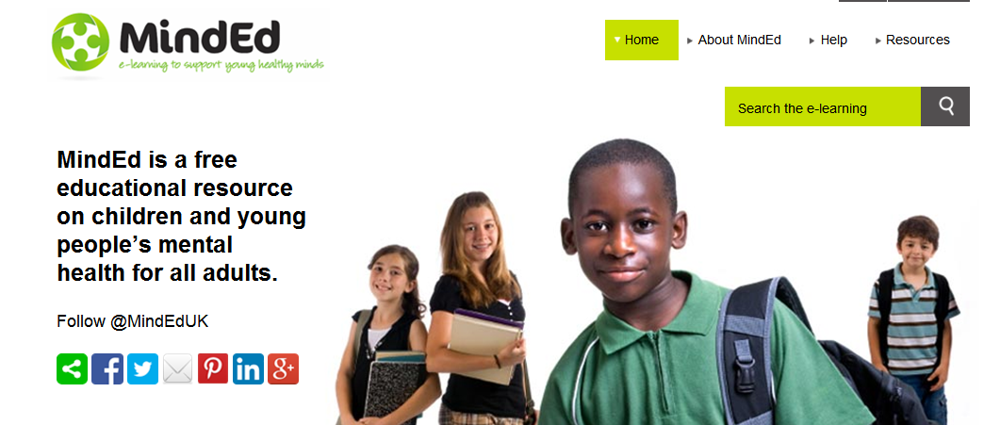 MindEd
e-learning to support young healthy minds
Home
About MindEd
Help
Resources
Search the e-learning
MindEd is a free
educational resource
on children and young
people’s mental
health for all adults.
Follow @MindEdUK
f
in
g+